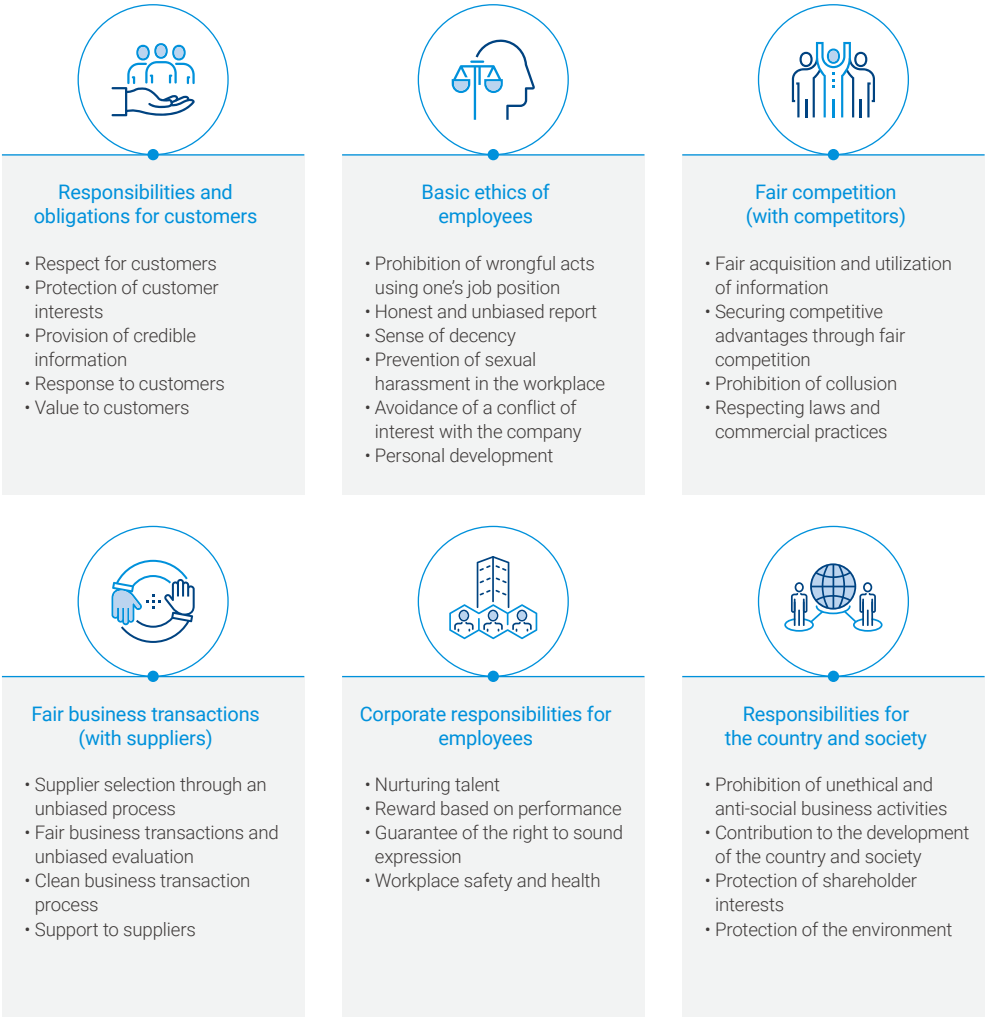 Responsibilities and
obligations for customers
• Respect for customers
• Protection of customer
interests
• Provision of credible
information
• Response to customers
• Value to customers
Basic ethics of
employees
• Prohibition of wrongful acts
using one’s job position
• Honest and unbiased report
• Sense of decency
• Prevention of sexual
harassment in the workplace
• Avoidance of a conflict of
interest with the company
• Personal development
Fair competition
(with competitors)
• Fair acquisition and utilization
of information
• Securing competitive
advantages through fair
competition
• Prohibition of collusion
• Respecting laws and
commercial practices
Fair business transactions
(with suppliers)
• Supplier selection through an
unbiased process
• Fair business transactions and
unbiased evaluation
• Clean business transaction
process
• Support to suppliers
Corporate responsibilities for
employees
• Nurturing talent
• Reward based on performance
• Guarantee of the right to sound
expression
• Workplace safety and health
Responsibilities for
the country and society
• Prohibition of unethical and
anti-social business activities
• Contribution to the development
of the country and society
• Protection of shareholder
interests
• Protection of the environment